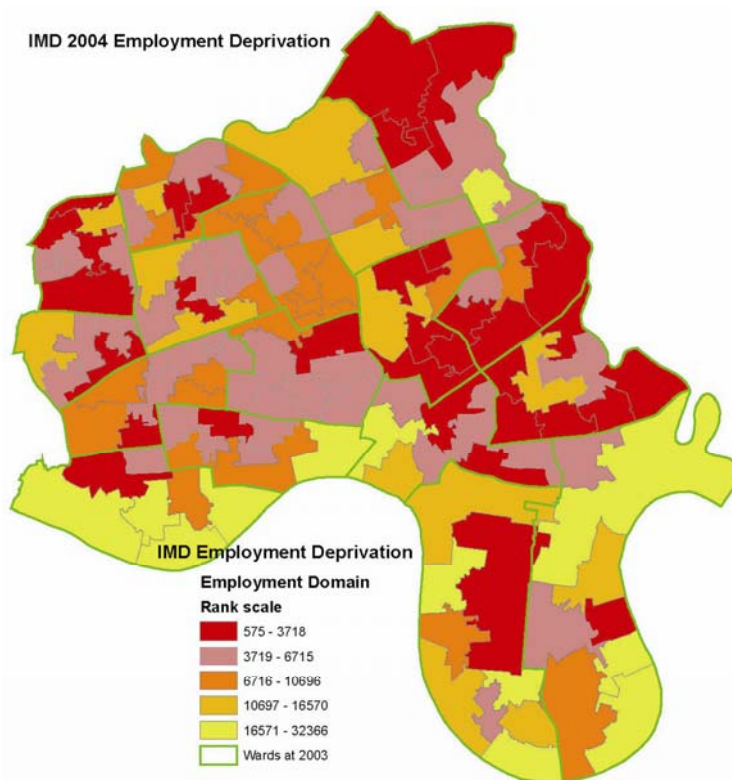 IMD 2004 Employment Deprivation
IMD Employment Deprivation
Employment Domain
Rank scale
575 - 3718
3719 - 6715
6716 - 10696
10697 - 16570
16571 - 32366
Wards at 2003